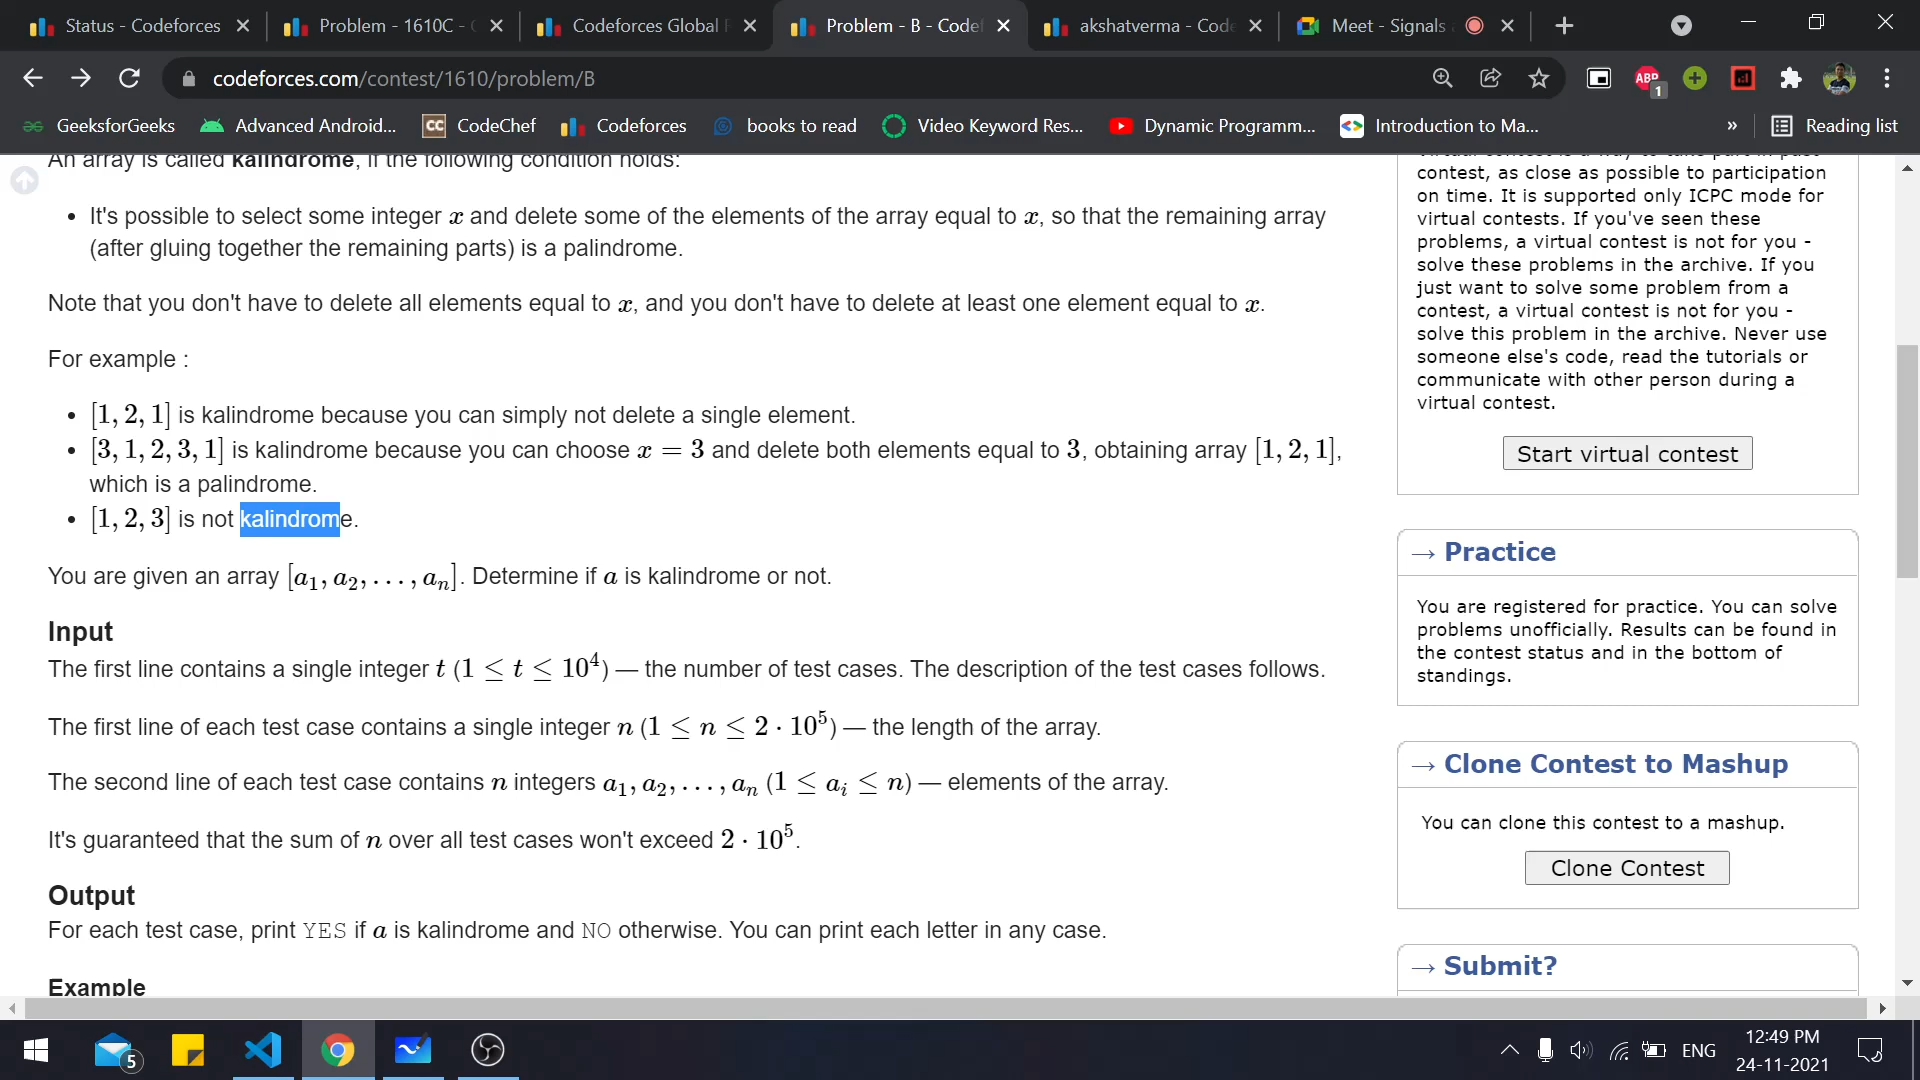 Status - Codeforces
Problem - 1610C -
Codeforces Global
Problem - B - Codef
akshatverma - Code
Meet - Signals
codeforces.com/contest/1610/problem/B
ABP
1
GeeksforGeeks
Advanced Android...
CC CodeChef
Codeforces
books to read
Video Keyword Res...
Dynamic Programm...
Introduction to Ma...
»
Reading list
An array is called kalindrome, if the following condition holds:
• It's possible to select some integer x and delete some of the elements of the array equal to x, so that the remaining array
(after gluing together the remaining parts) is a palindrome.
Note that you don't have to delete all elements equal to x, and you don't have to delete at least one element equal to x.
For example :
• [1, 2, 1] is kalindrome because you can simply not delete a single element.
• [3, 1, 2, 3, 1] is kalindrome because you can choose x = 3 and delete both elements equal to 3, obtaining array [1, 2, 1],
which is a palindrome.
• [1, 2, 3] is not kalindrome.
You are given an array [a₁, a₂, . . . , aₙ]. Determine if a is kalindrome or not.
Input
The first line contains a single integer t (1 ≤ t ≤ 10⁴) — the number of test cases. The description of the test cases follows.
The first line of each test case contains a single integer n (1 ≤ n ≤ 2 · 10⁵) — the length of the array.
The second line of each test case contains n integers a₁, a₂, . . . , aₙ (1 ≤ aᵢ ≤ n) — elements of the array.
It's guaranteed that the sum of n over all test cases won't exceed 2 · 10⁵.
Output
For each test case, print YES if a is kalindrome and NO otherwise. You can print each letter in any case.
Example
virtual contest is a way to take part in past
contest, as close as possible to participation
on time. It is supported only ICPC mode for
virtual contests. If you've seen these
problems, a virtual contest is not for you -
solve these problems in the archive. If you
just want to solve some problem from a
contest, a virtual contest is not for you -
solve this problem in the archive. Never use
someone else's code, read the tutorials or
communicate with other person during a
virtual contest.
Start virtual contest
→ Practice
You are registered for practice. You can solve
problems unofficially. Results can be found in
the contest status and in the bottom of
standings.
→ Clone Contest to Mashup
You can clone this contest to a mashup.
Clone Contest
→ Submit?
5
ENG
12:49 PM
24-11-2021